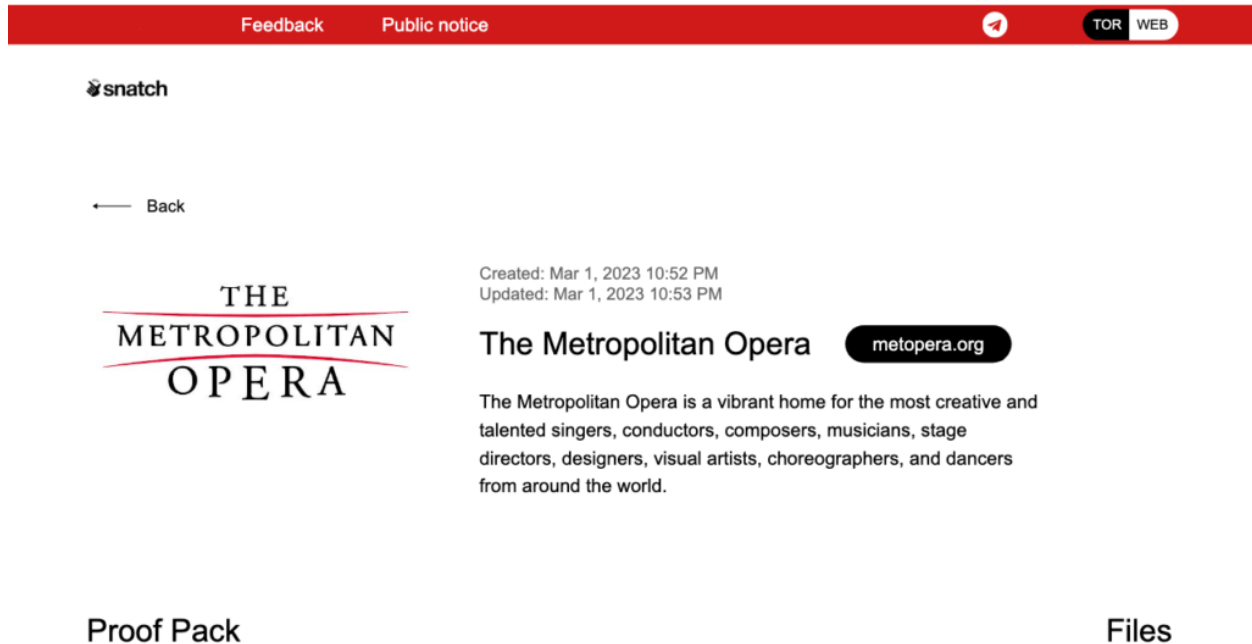 Feedback Public notice TOR WEB
snatch
Back
THE
METROPOLITAN
OPERA
Created: Mar 1, 2023 10:52 PM
Updated: Mar 1, 2023 10:53 PM
The Metropolitan Opera metopera.org
The Metropolitan Opera is a vibrant home for the most creative and
talented singers, conductors, composers, musicians, stage
directors, designers, visual artists, choreographers, and dancers
from around the world.
Proof Pack Files